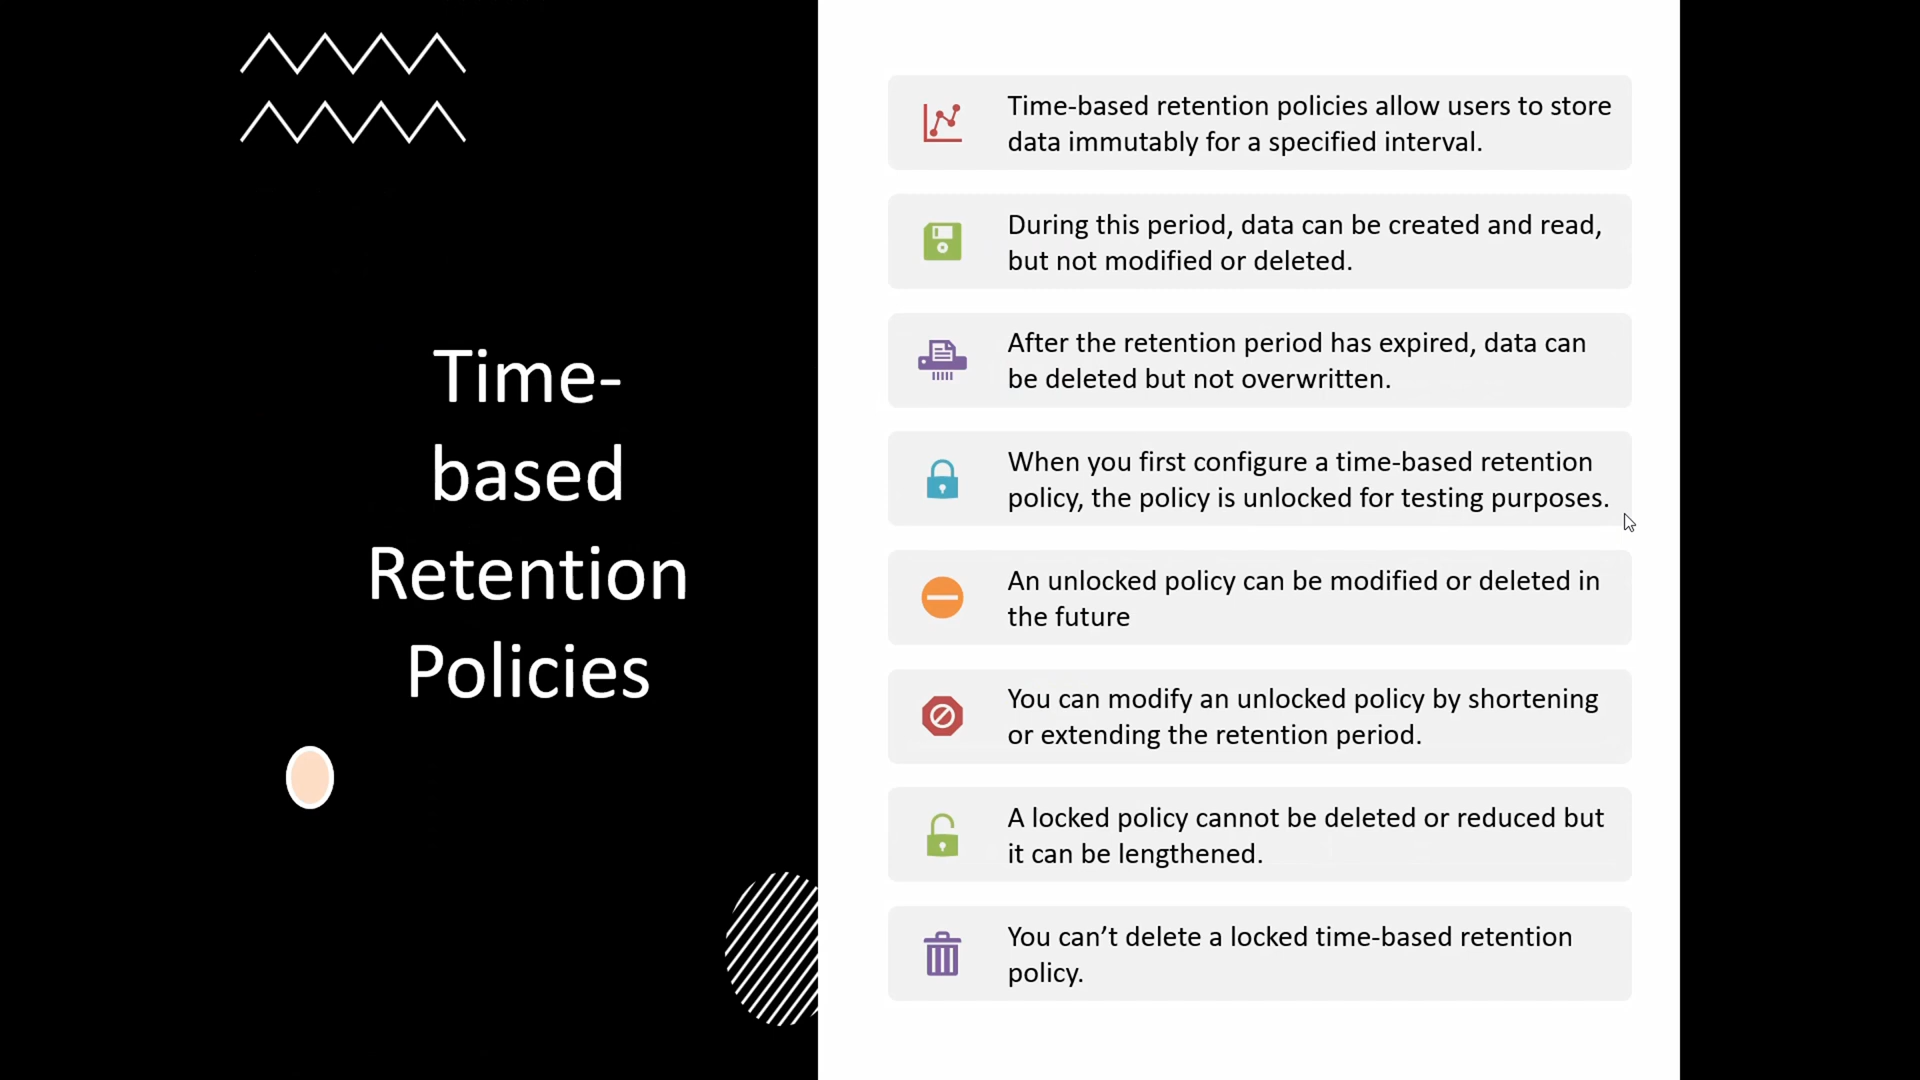 Time-
based
Retention
Policies
Time-based retention policies allow users to store
data immutably for a specified interval.
During this period, data can be created and read,
but not modified or deleted.
After the retention period has expired, data can
be deleted but not overwritten.
When you first configure a time-based retention
policy, the policy is unlocked for testing purposes.
An unlocked policy can be modified or deleted in
the future
You can modify an unlocked policy by shortening
or extending the retention period.
A locked policy cannot be deleted or reduced but
it can be lengthened.
You can’t delete a locked time-based retention
policy.